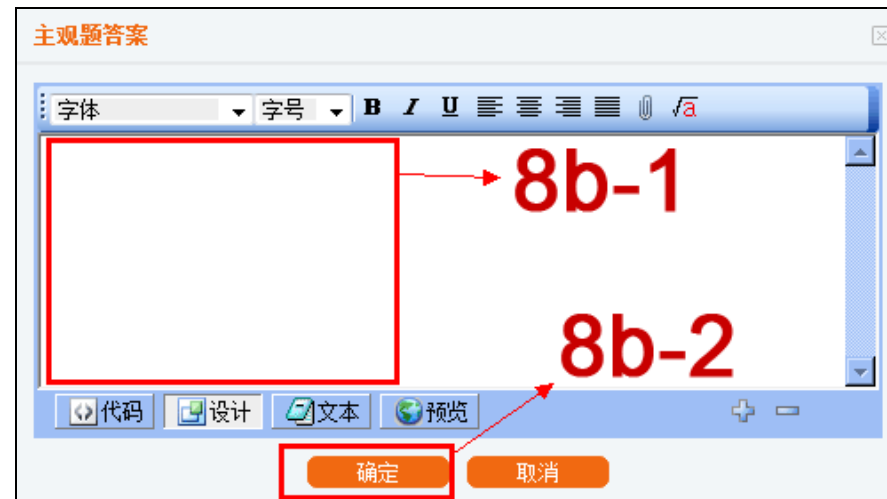 主观题答案
字体 字号 B I U √a
8b-1
8b-2
代码 设计 文本 预览
确定 取消